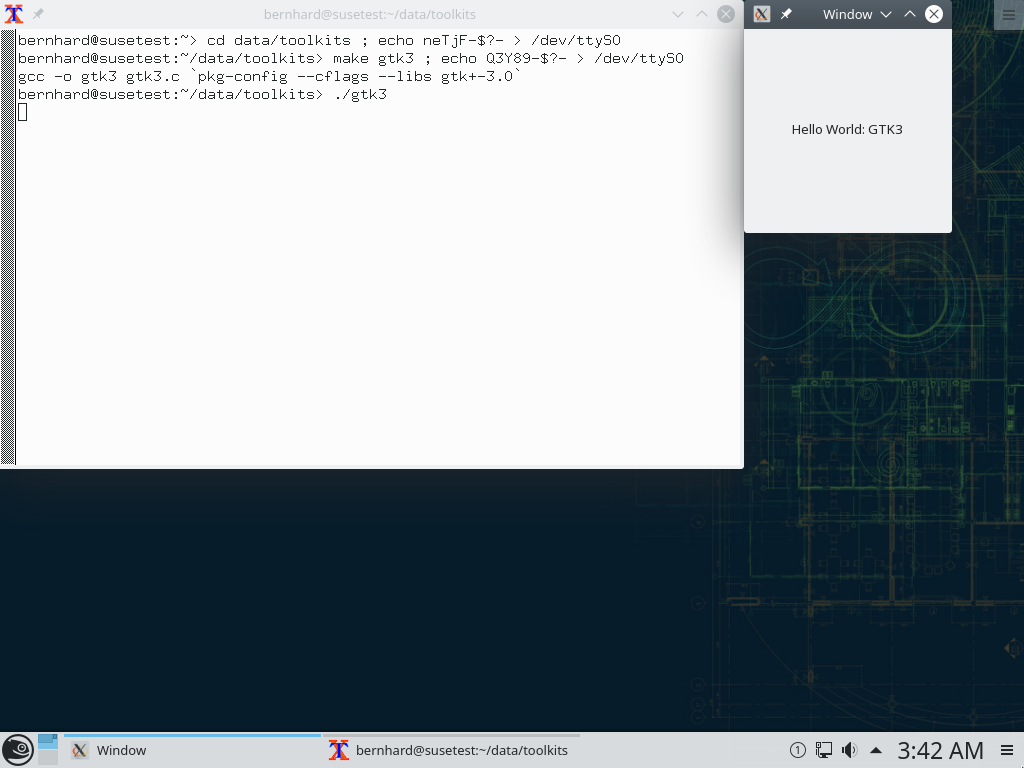 bernhard@susetest:~/data/toolkits
Window
bernhard@susetest:~> cd data/toolkits ; echo neTjF-$?- > /dev/ttyS0
bernhard@susetest:~/data/toolkits> make gtk3 ; echo Q3Y89-$?- > /dev/ttyS0
gcc -o gtk3 gtk3.c `pkg-config --cflags --libs gtk+-3.0`
bernhard@susetest:~/data/toolkits> ./gtk3
Hello World: GTK3
Window
bernhard@susetest:~/data/toolkits
1
3:42 AM